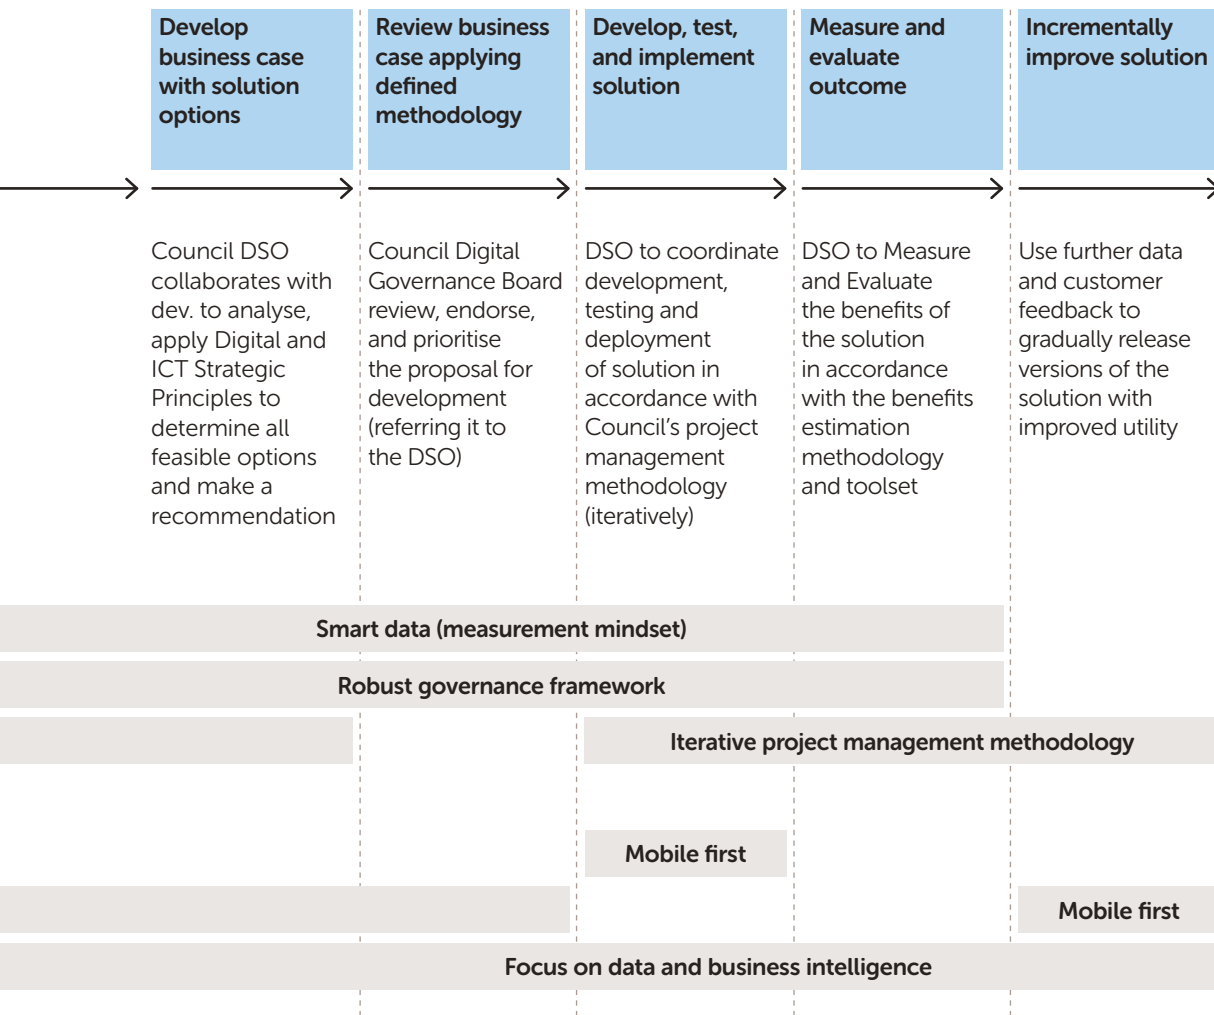 Develop
business case
with solution
options
Review business
case applying
defined
methodology
Develop, test,
and implement
solution
Measure and
evaluate
outcome
Incrementally
improve solution
Council DSO
collaborates with
dev. to analyse,
apply Digital and
ICT Strategic
Principles to
determine all
feasible options
and make a
recommendation
Council Digital
Governance Board
review, endorse,
and prioritise
the proposal for
development
(referring it to
the DSO)
DSO to coordinate
development,
testing and
deployment
of solution in
accordance with
Council’s project
management
methodology
(iteratively)
DSO to Measure
and Evaluate
the benefits of
the solution
in accordance
with the benefits
estimation
methodology
and toolset
Use further data
and customer
feedback to
gradually release
versions of the
solution with
improved utility
Smart data (measurement mindset)
Robust governance framework
Iterative project management methodology
Mobile first
Mobile first
Focus on data and business intelligence